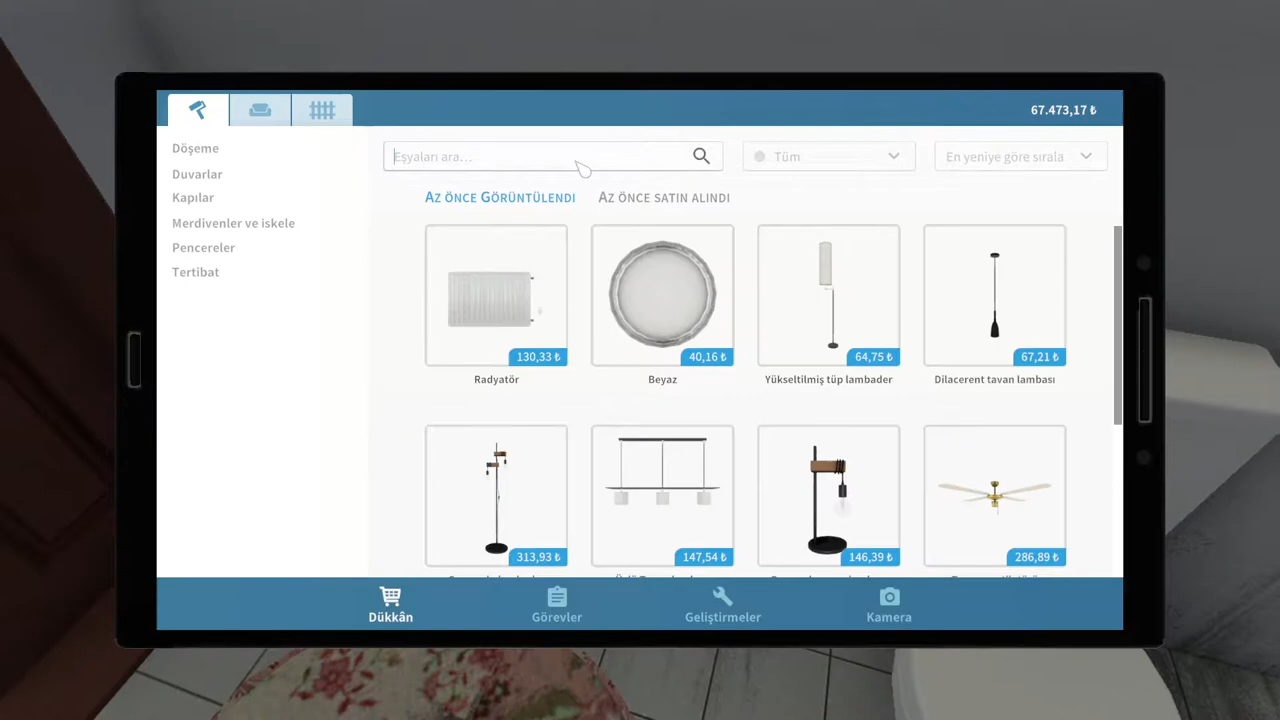 67.473,17 ₺
Döşeme
Duvarlar
Kapılar
Merdivenler ve iskele
Pencereler
Tertibat
Eşyaları ara...
Tüm
En yeniye göre sırala
AZ ÖNCE GÖRÜNTÜLENDI
AZ ÖNCE SATIN ALINDI
130,33 ₺
40,16 ₺
64,75 ₺
67,21 ₺
Radyatör
Beyaz
Yükseltilmiş tüp lambader
Dilacerent tavan lambası
313,93 ₺
147,54 ₺
146,39 ₺
286,89 ₺
Dükkân
Görevler
Geliştirmeler
Kamera